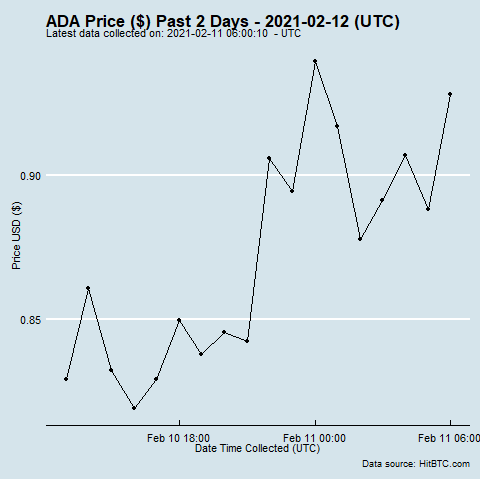 ADA Price ($) Past 2 Days - 2021-02-12 (UTC)
Latest data collected on: 2021-02-11 06:00:10  - UTC
0.90
Price USD ($)
0.85
Feb 10 18:00 Feb 11 00:00 Feb 11 06:00
Date Time Collected (UTC)
Data source: HitBTC.com